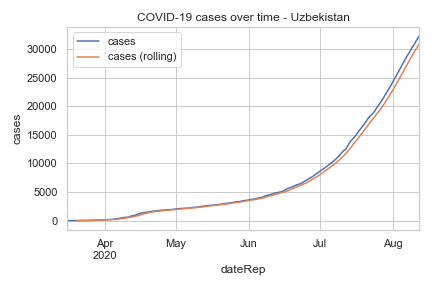 COVID-19 cases over time - Uzbekistan
cases
cases (rolling)
30000
25000
20000
15000
10000
5000
0
cases
Apr
2020
May
Jun
Jul
Aug
dateRep